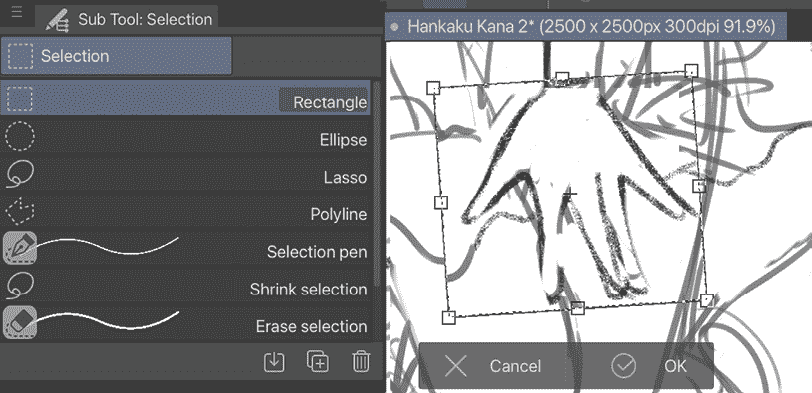 Sub Tool: Selection
Selection
Rectangle
Ellipse
Lasso
Polyline
Selection pen
Shrink selection
Erase selection
Hankaku Kana 2* (2500 x 2500px 300dpi 91.9%)
Cancel
OK